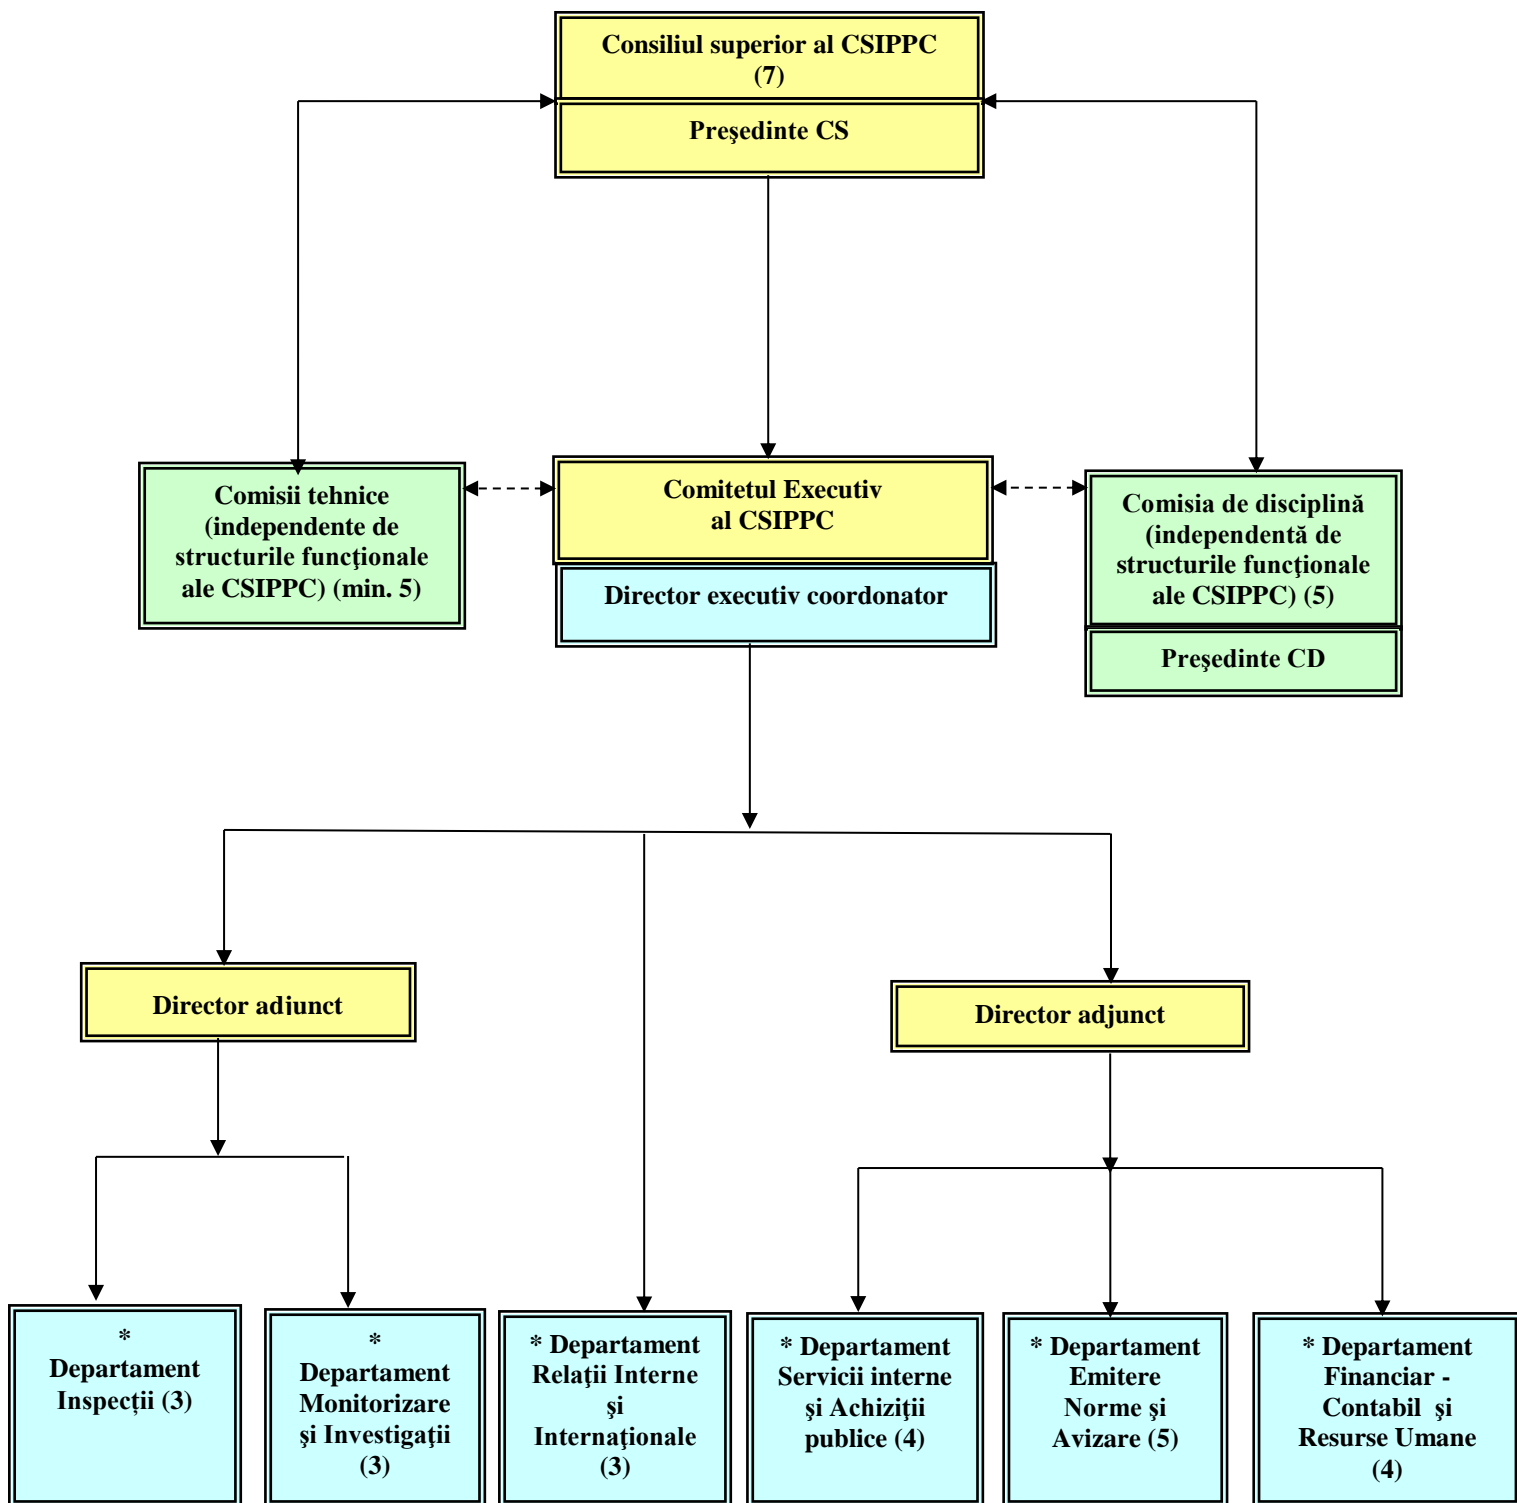 Consiliul superior al CSIPPC
(7)
Preşedinte CS
Comisii tehnice
(independente de
structurile funcţionale
ale CSIPPC) (min. 5)
Comitetul Executiv
al CSIPPC
Director executiv coordonator
Comisia de disciplină
(independentă de
structurile funcţionale
ale CSIPPC) (5)
Preşedinte CD
Director adjunct
Director adjunct
*
Departament
Inspecții (3)
*
Departament
Monitorizare
şi Investigaţii
(3)
* Departament
Relaţii Interne
şi
Internaţionale
(3)
* Departament
Servicii interne
şi Achiziţii
publice (4)
* Departament
Emitere
Norme şi
Avizare (5)
* Departament
Financiar -
Contabil şi
Resurse Umane
(4)